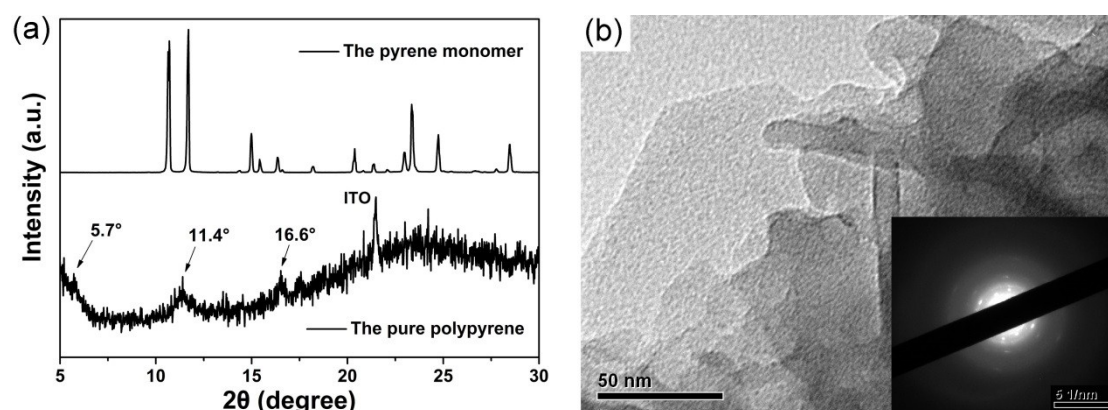 (a)
The pyrene monomer
Intensity (a.u.)
ITO
5.7°
11.4°
16.6°
The pure polypyrene
5 10 15 20 25 30
2θ (degree)
(b)
50 nm
5 1/nm